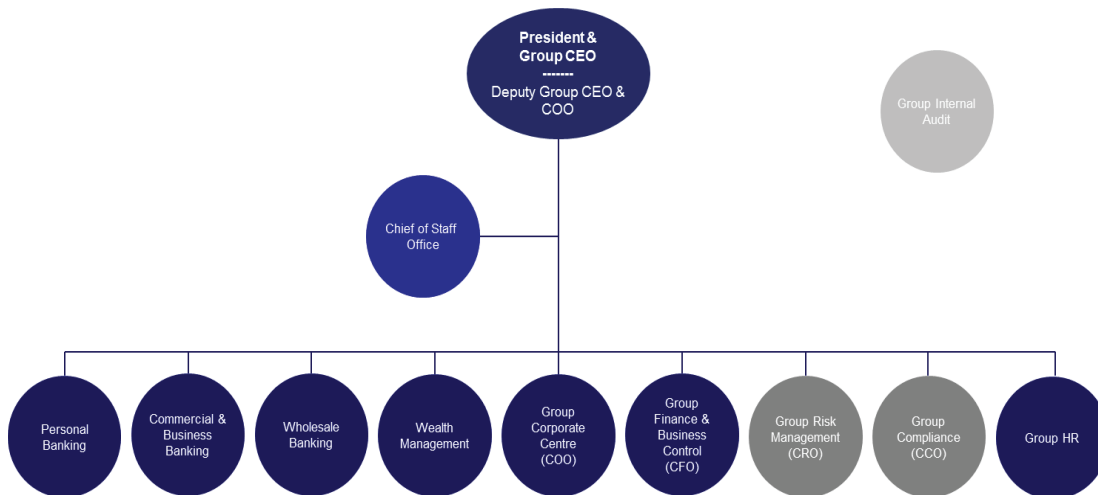 President &
Group CEO
-------
Deputy Group CEO &
COO
Group Internal
Audit
Chief of Staff
Office
Personal
Banking
Commercial &
Business
Banking
Wholesale
Banking
Wealth
Management
Group
Corporate
Centre
(COO)
Group
Finance &
Business
Control
(CFO)
Group Risk
Management
(CRO)
Group
Compliance
(CCO)
Group HR